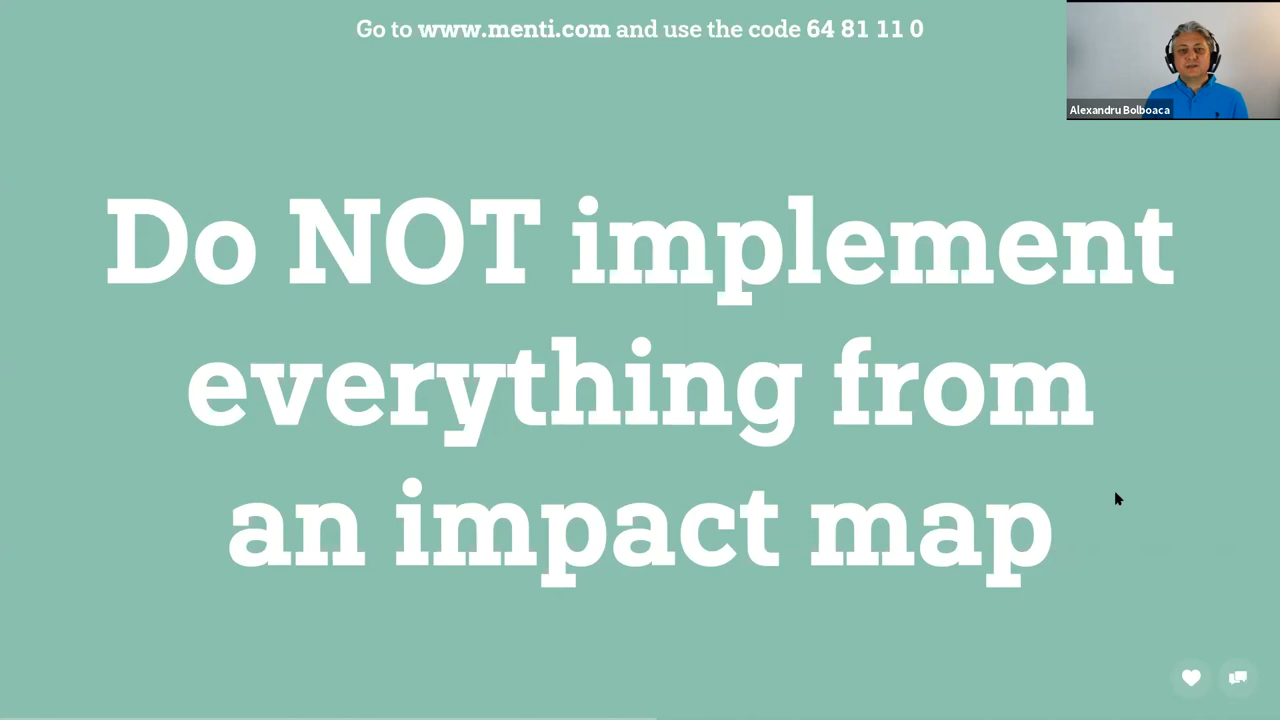 Go to www.menti.com and use the code 64 81 11 0
Alexandru Bolboaca
Do NOT implement
everything from
an impact map